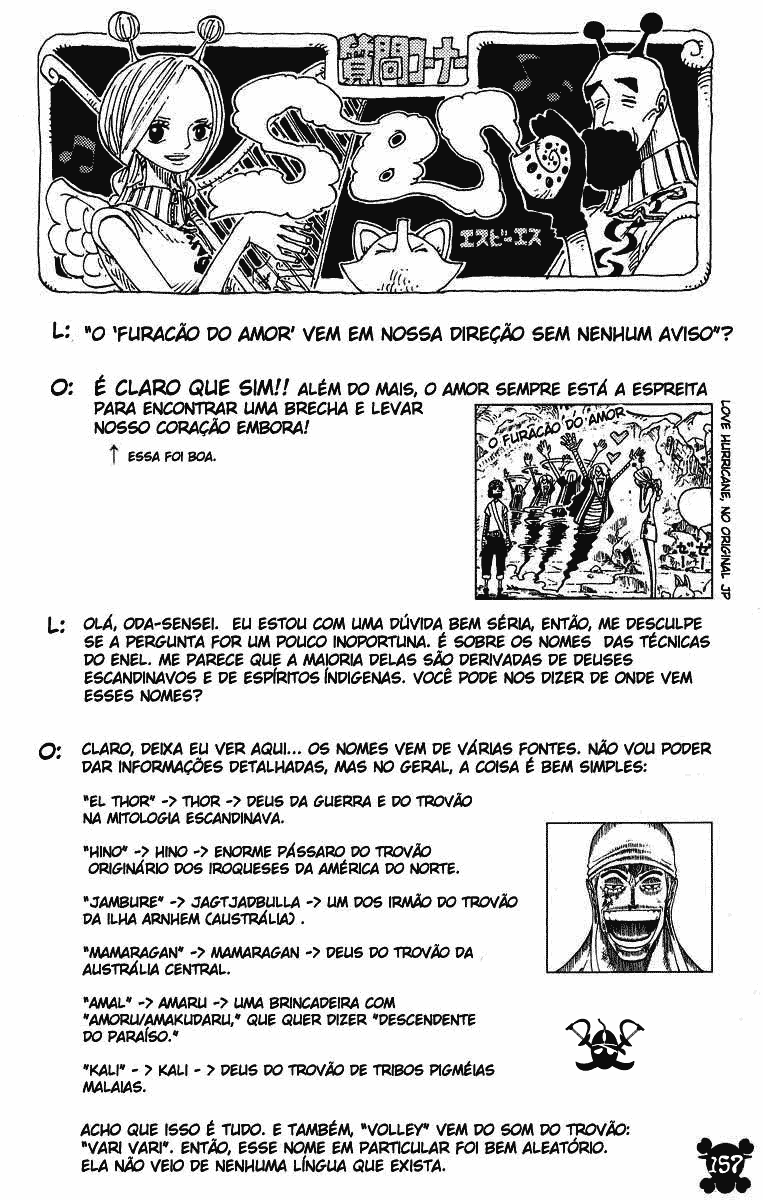 質問コーナー
SBS
エスビーエス
L: "O 'FURACÃO DO AMOR' VEM EM NOSSA DIREÇÃO SEM NENHUM AVISO"?
O: É CLARO QUE SIM!! ALÉM DO MAIS, O AMOR SEMPRE ESTÁ A ESPREITA
PARA ENCONTRAR UMA BRECHA E LEVAR
NOSSO CORAÇÃO EMBORA!
↑ ESSA FOI BOA.
O FURACÃO DO AMOR
LOVE HURRICANE, NO ORIGINAL JP
L: OLÁ, ODA-SENSEI. EU ESTOU COM UMA DÚVIDA BEM SÉRIA, ENTÃO, ME DESCULPE
SE A PERGUNTA FOR UM POUCO INOPORTUNA. É SOBRE OS NOMES DAS TÉCNICAS
DO ENEL. ME PARECE QUE A MAIORIA DELAS SÃO DERIVADAS DE DEUSES
ESCANDINAVOS E DE ESPÍRITOS ÍNDIGENAS. VOCÊ PODE NOS DIZER DE ONDE VEM
ESSES NOMES?
O: CLARO, DEIXA EU VER AQUI... OS NOMES VEM DE VÁRIAS FONTES. NÃO VOU PODER
DAR INFORMAÇÕES DETALHADAS, MAS NO GERAL, A COISA É BEM SIMPLES:
"EL THOR" -> THOR -> DEUS DA GUERRA E DO TROVÃO
NA MITOLOGIA ESCANDINAVA.
"HINO" -> HINO -> ENORME PÁSSARO DO TROVÃO
ORIGINÁRIO DOS IROQUESES DA AMÉRICA DO NORTE.
"JAMBURE" -> JAGTJADBULLA -> UM DOS IRMÃO DO TROVÃO
DA ILHA ARNHEM (AUSTRÁLIA) .
"MAMARAGAN" -> MAMARAGAN -> DEUS DO TROVÃO DA
AUSTRÁLIA CENTRAL.
"AMAL" -> AMARU -> UMA BRINCADEIRA COM
"AMORU/AMAKUDARU," QUE QUER DIZER "DESCENDENTE
DO PARAÍSO."
"KALI" - > KALI - > DEUS DO TROVÃO DE TRIBOS PIGMÉIAS
MALAIAS.
ACHO QUE ISSO É TUDO. E TAMBÉM, "VOLLEY" VEM DO SOM DO TROVÃO:
"VARI VARI". ENTÃO, ESSE NOME EM PARTICULAR FOI BEM ALEATÓRIO.
ELA NÃO VEIO DE NENHUMA LÍNGUA QUE EXISTA.
157